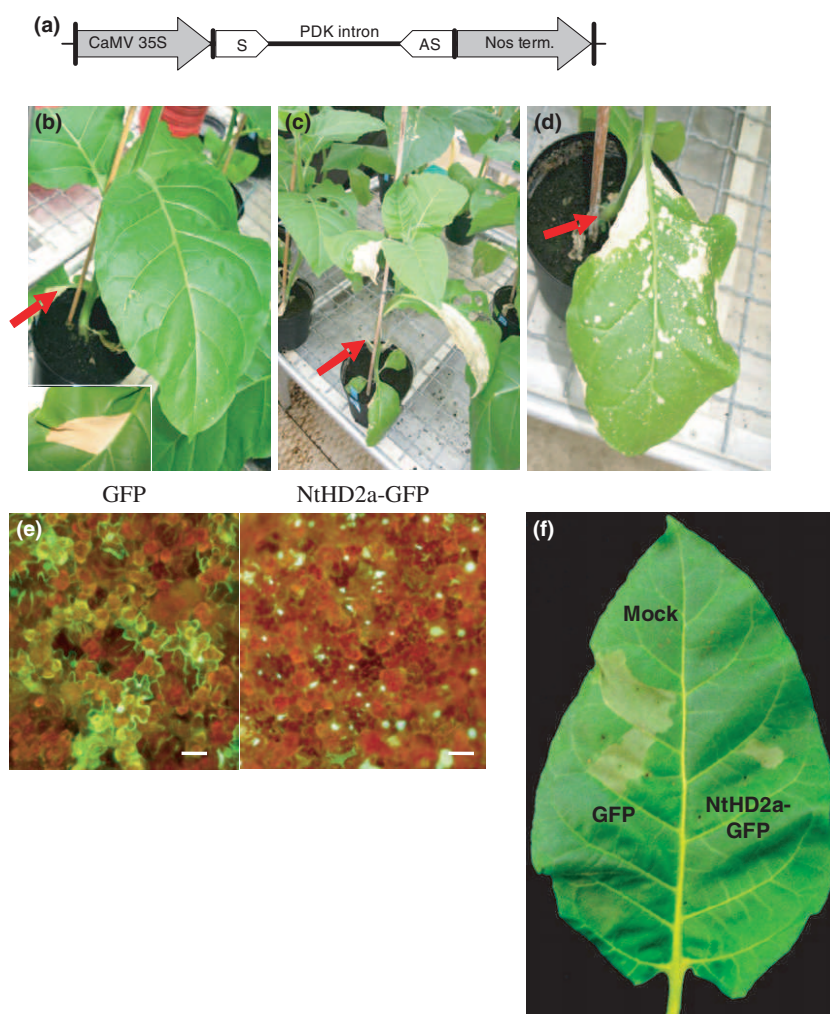 (a)
CaMV 35S
S
PDK intron
AS
Nos term.
(b)
(c)
(d)
GFP
NtHD2a-GFP
(e)
(f)
Mock
GFP
NtHD2a-
GFP